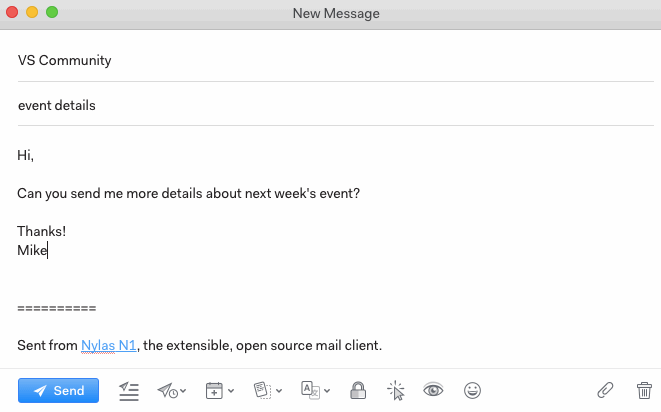 New Message
VS Community
event details
Hi,
Can you send me more details about next week's event?
Thanks!
Mike
==========
Sent from Nylas N1, the extensible, open source mail client.
Send